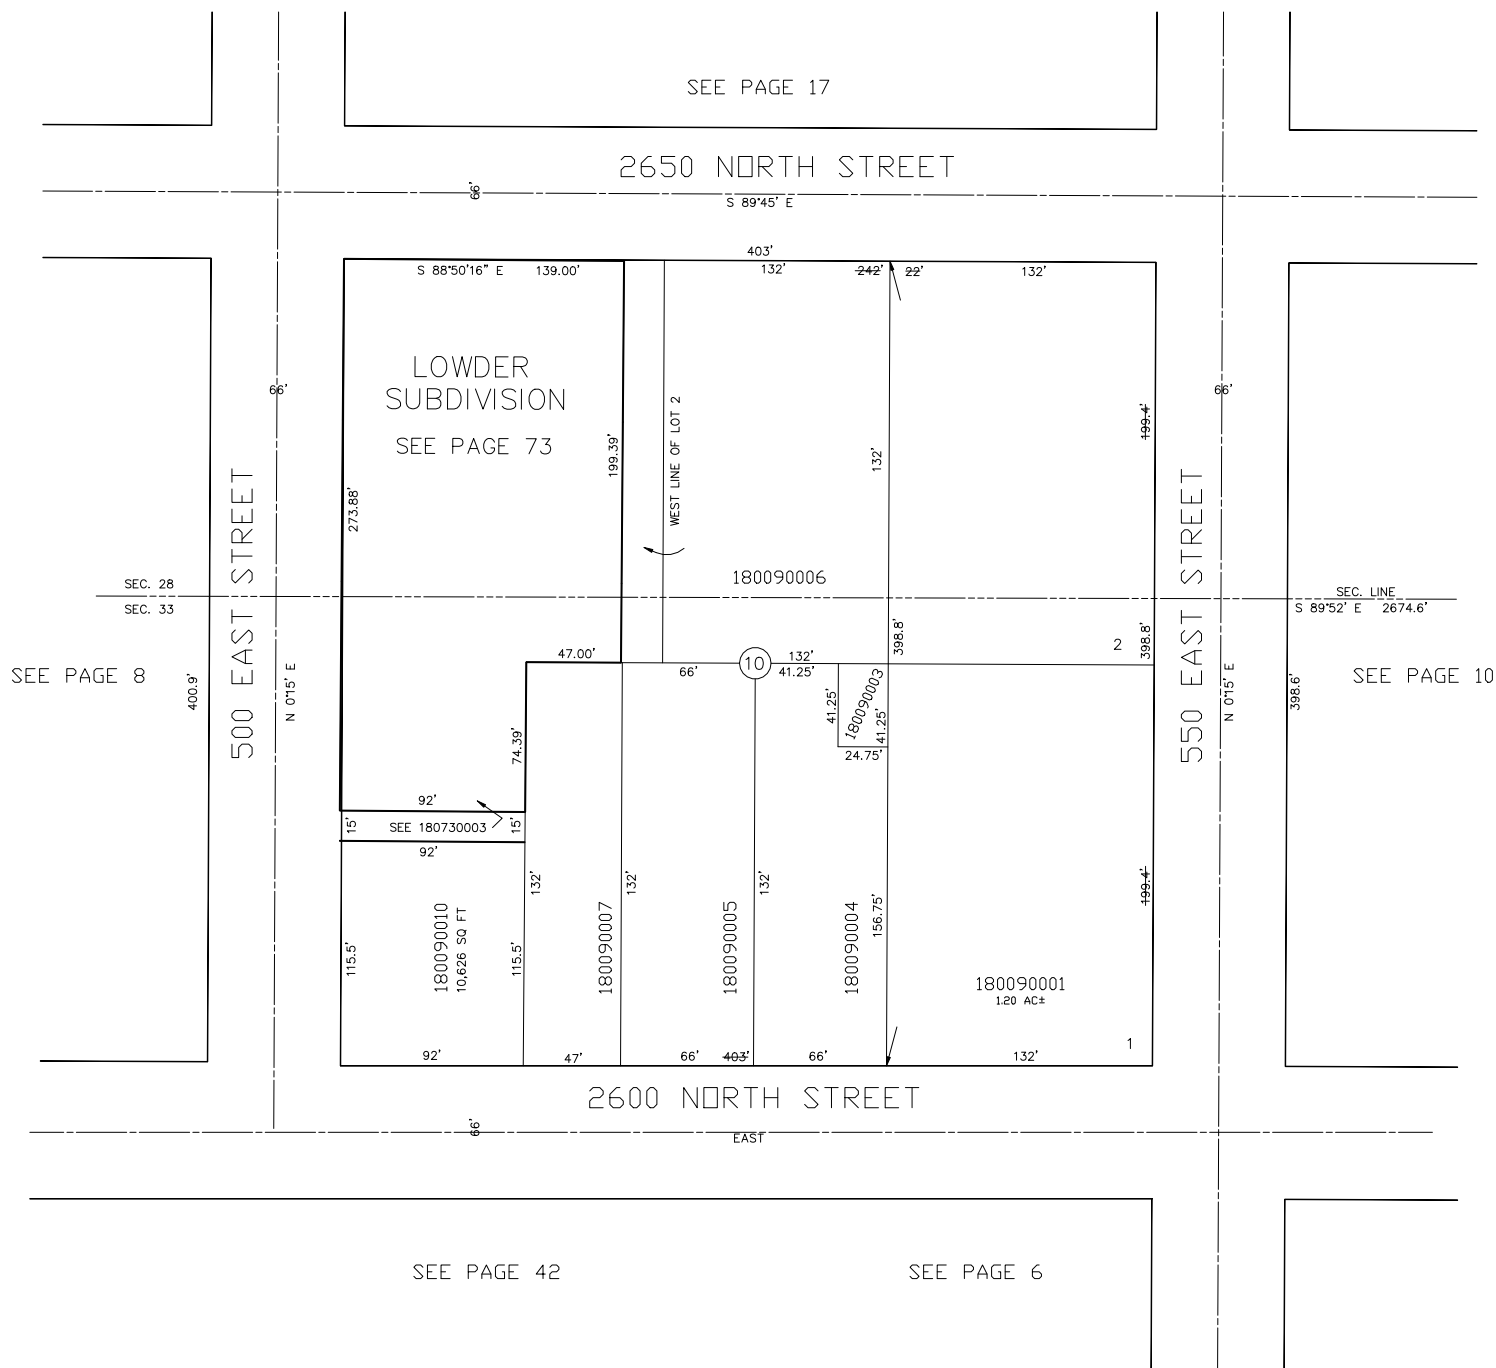 SEE PAGE 17
2650 NORTH STREET
66'
S 89°45' E
403'
S 88°50'16" E 139.00'
132'
242'
22'
132'
LOWDER
SUBDIVISION
SEE PAGE 73
66'
66'
199.39'
273.88'
WEST LINE OF LOT 2
132'
199.4'
500 EAST STREET
550 EAST STREET
SEC. 28
SEC. 33
180090006
SEC. LINE
S 89°52' E 2674.6'
398.8'
398.8'
2
47.00'
10
132'
66'
41.25'
SEE PAGE 8
400.9'
N 0°15' E
N 0°15' E
398.6'
SEE PAGE 10
41.25'
180090003
41.25'
24.75'
74.39'
92'
15'
SEE 180730003
15'
92'
132'
132'
132'
199.4'
180090010
10,626 SQ FT
115.5'
115.5'
180090007
180090005
180090004
156.75'
180090001
1.20 AC±
1
92'
47'
66'
403'
66'
132'
2600 NORTH STREET
66'
EAST
SEE PAGE 42
SEE PAGE 6